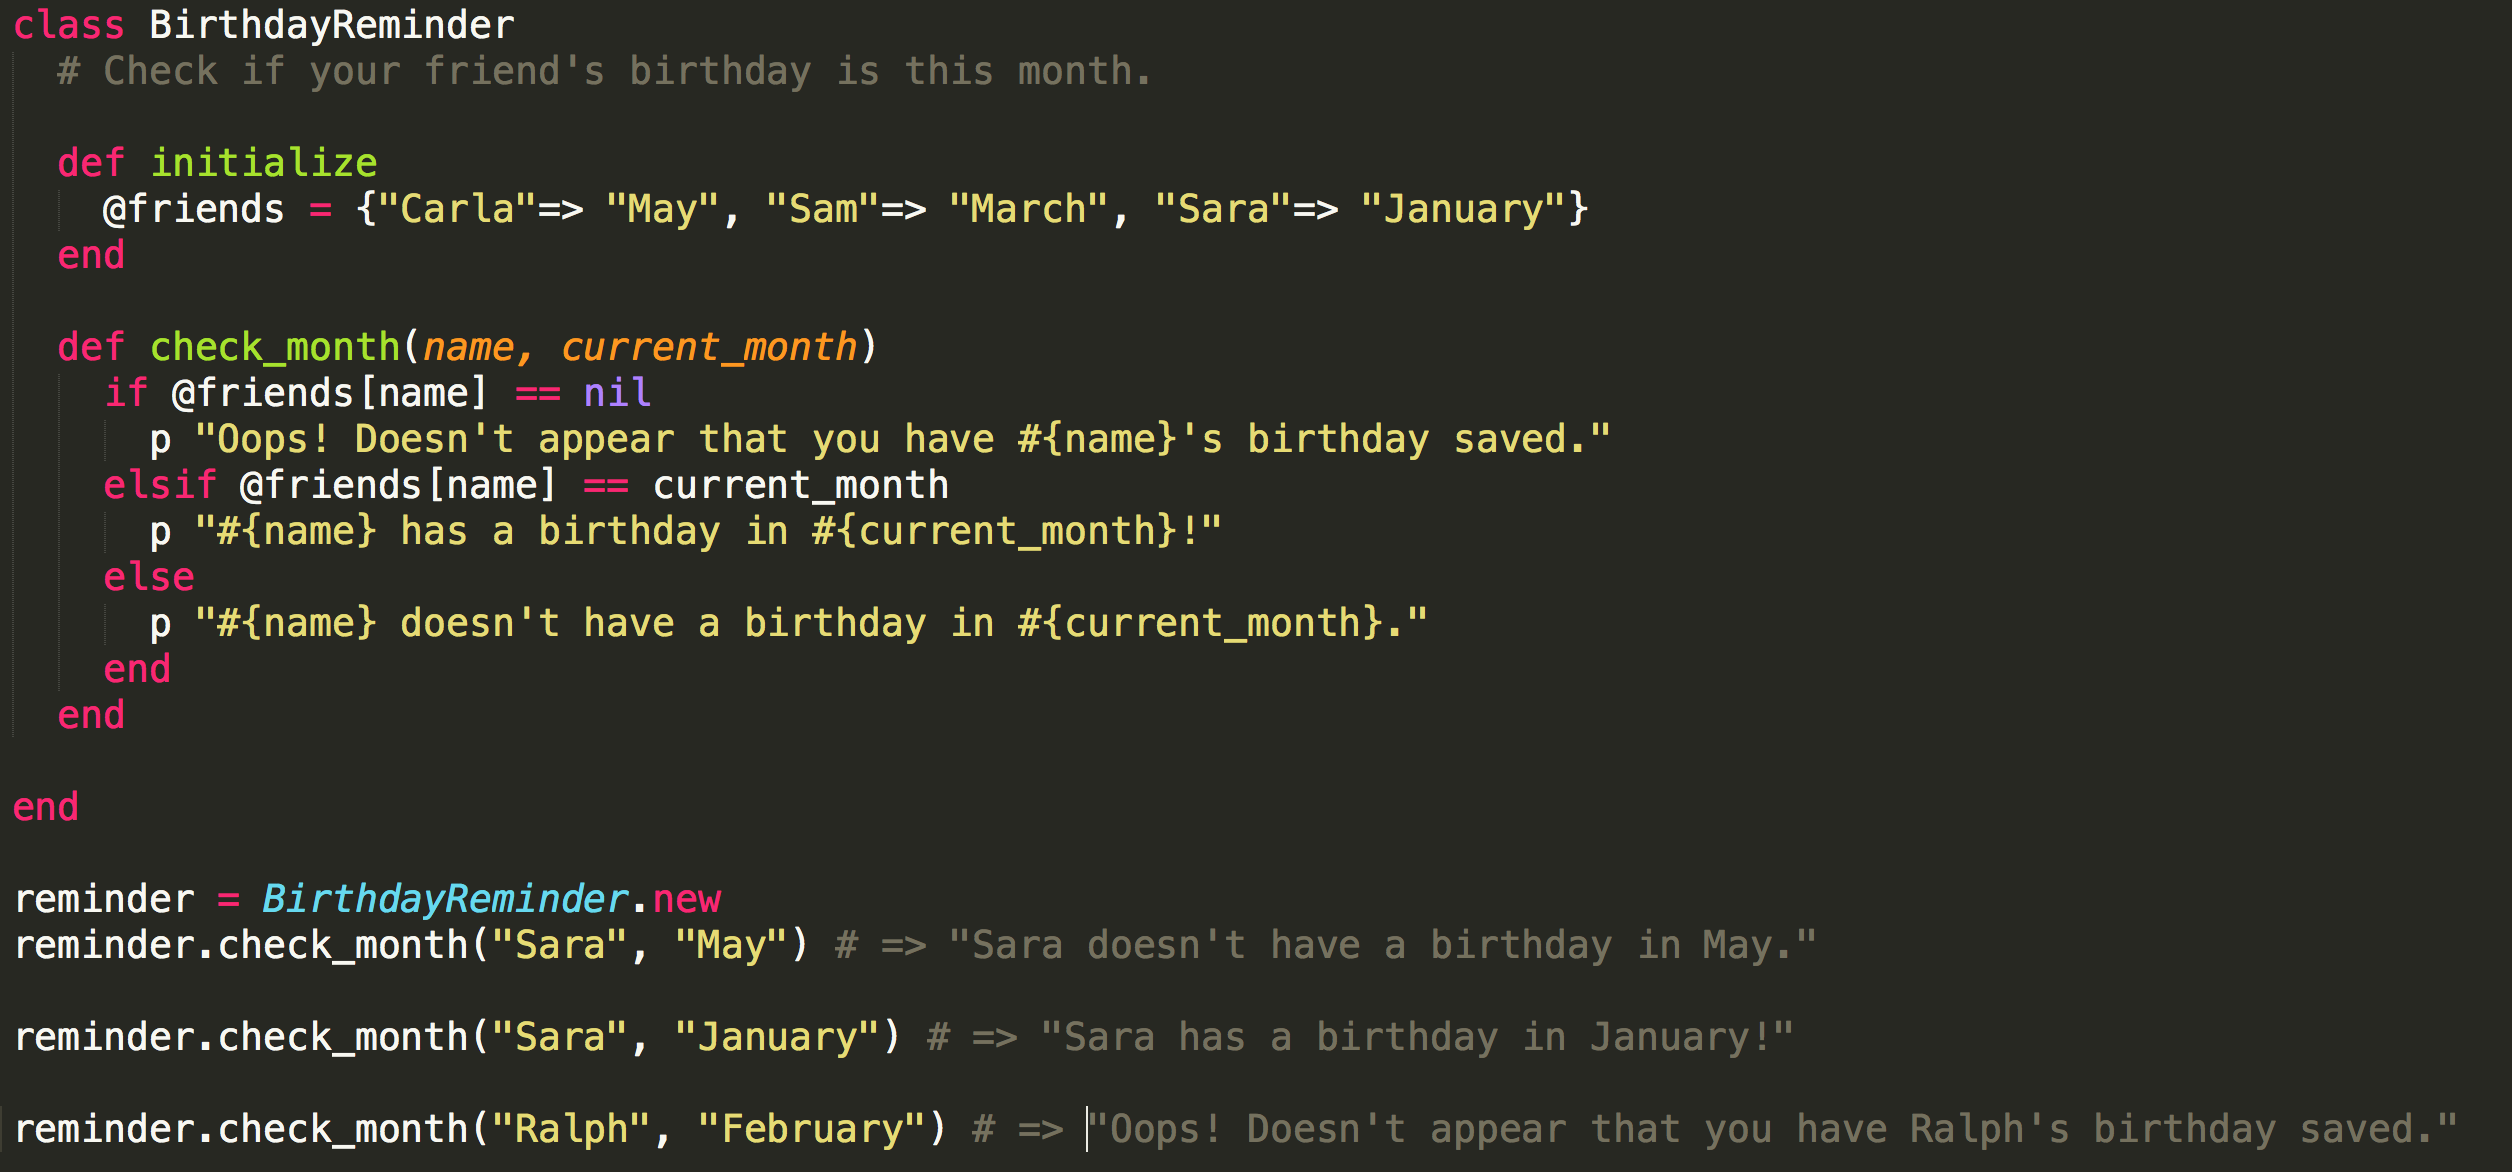 class BirthdayReminder
  # Check if your friend's birthday is this month.

  def initialize
    @friends = {"Carla"=> "May", "Sam"=> "March", "Sara"=> "January"}
  end

  def check_month(name, current_month)
    if @friends[name] == nil
      p "Oops! Doesn't appear that you have #{name}'s birthday saved."
    elsif @friends[name] == current_month
      p "#{name} has a birthday in #{current_month}!"
    else
      p "#{name} doesn't have a birthday in #{current_month}."
    end
  end

end

reminder = BirthdayReminder.new
reminder.check_month("Sara", "May") # => "Sara doesn't have a birthday in May."

reminder.check_month("Sara", "January") # => "Sara has a birthday in January!"

reminder.check_month("Ralph", "February") # => "Oops! Doesn't appear that you have Ralph's birthday saved."